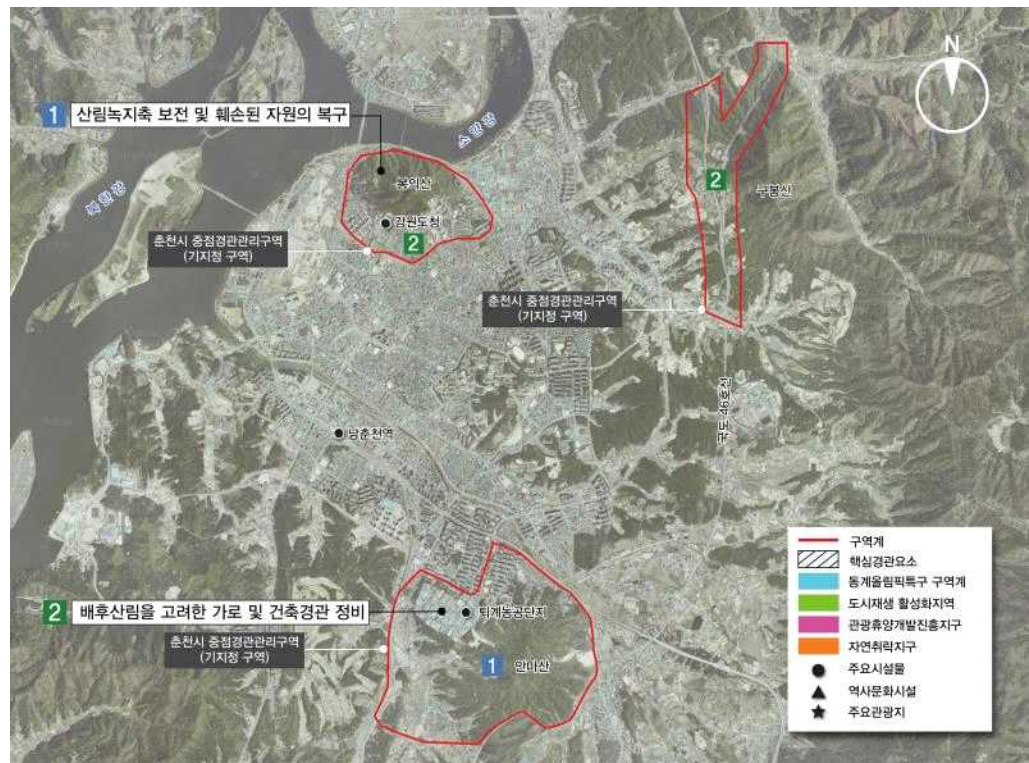 N
1 산림녹지축 보전 및 훼손된 자원의 복구
소양강
북한강
봉의산
강원도청
2
2
구봉산
춘천시 중점경관관리구역
(기지정 구역)
춘천시 중점경관관리구역
(기지정 구역)
국도 46호선
남춘천역
2 배후산림을 고려한 가로 및 건축경관 정비
퇴계농공단지
춘천시 중점경관관리구역
(기지정 구역)
1
안마산
구역계
핵심경관요소
동계올림픽특구 구역계
도시재생 활성화지역
관광휴양개발진흥지구
자연취락지구
주요시설물
역사문화시설
주요관광지